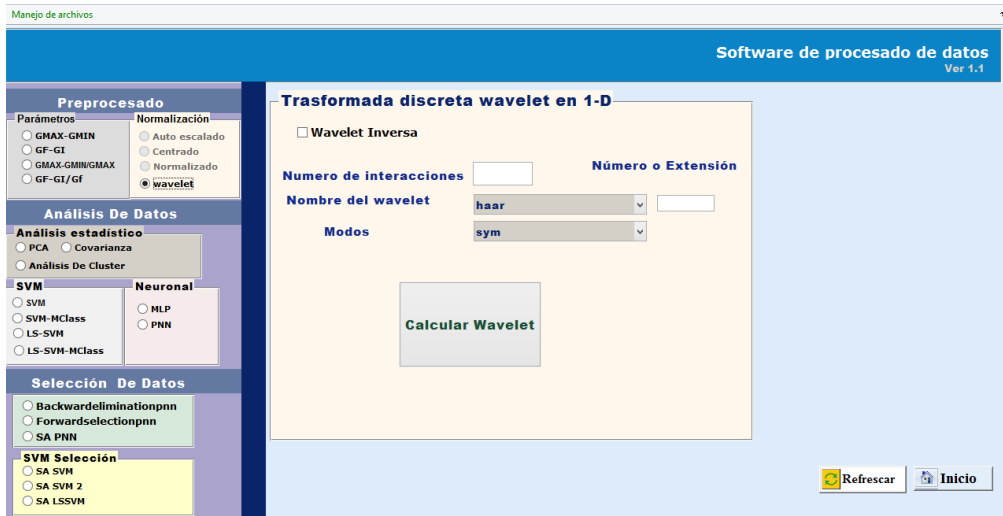 Manejo de archivos
Software de procesado de datos
Ver 1.1
Preprocesado
Parámetros
GMAX-GMIN
GF-GI
GMAX-GMIN/GMAX
GF-GI/Gf
Normalización
Auto escalado
Centrado
Normalizado
wavelet
Análisis De Datos
Análisis estadístico
PCA
Covarianza
Análisis De Cluster
SVM
SVM
SVM-MClass
LS-SVM
LS-SVM-MClass
Neuronal
MLP
PNN
Selección De Datos
Backwardeliminationpnn
Forwardselectionpnn
SA PNN
SVM Selección
SA SVM
SA SVM 2
SA LSSVM
Trasformada discreta wavelet en 1-D
Wavelet Inversa
Numero de interacciones
Número o Extensión
Nombre del wavelet
haar
Modos
sym
Calcular Wavelet
Refrescar
Inicio